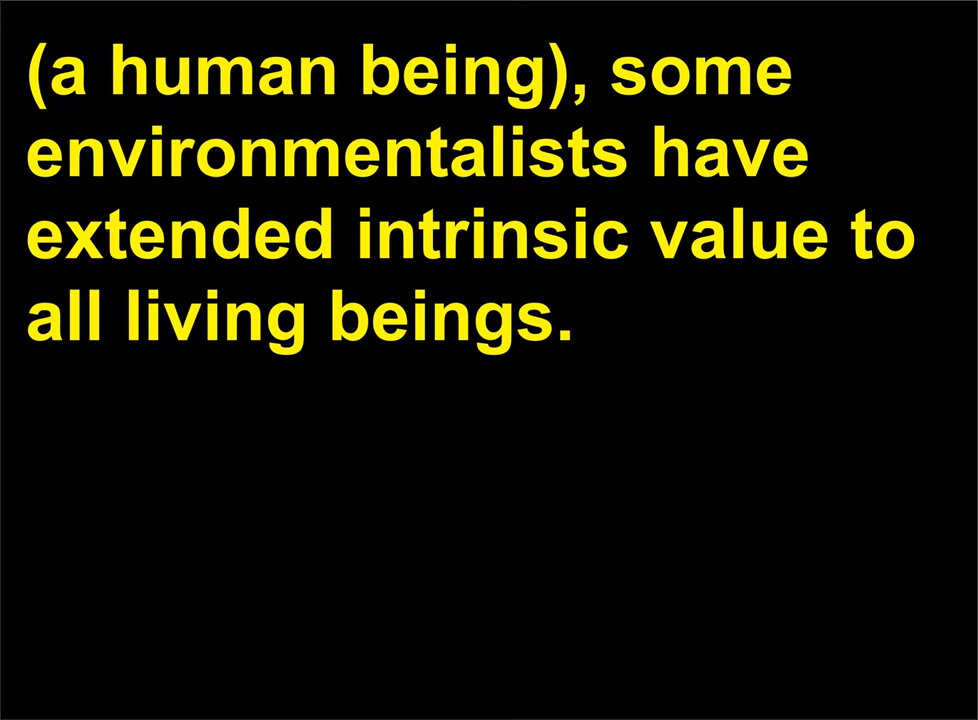 (a human being), some
environmentalists have
extended intrinsic value to
all living beings.